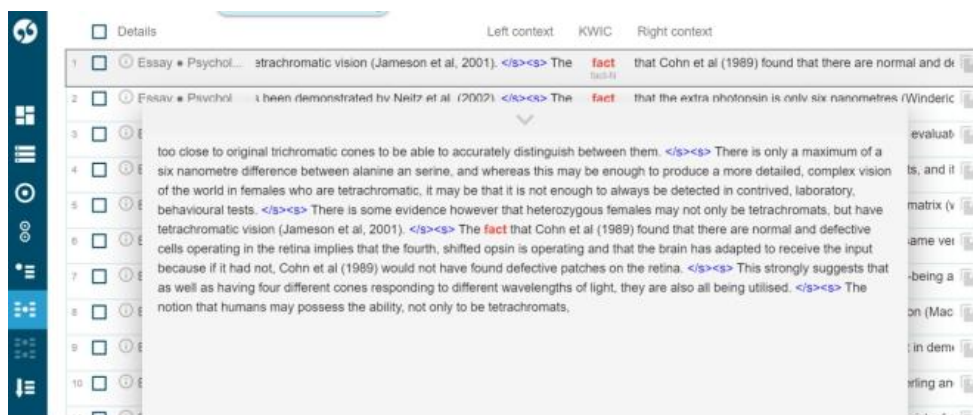 Details Left context KWIC Right context
1 Essay ● Psychol... etrachromatic vision (Jameson et al, 2001). </s><s> The fact that Cohn et al (1989) found that there are normal and de
fact-N
2 Essay ● Psychol been demonstrated by Neitz et al. (2002) </s><s> The fact that the extra photopsin is only six nanometres (Winderic
too close to original trichromatic cones to be able to accurately distinguish between them. </s><s> There is only a maximum of a
six nanometre difference between alanine an serine, and whereas this may be enough to produce a more detailed, complex vision
of the world in females who are tetrachromatic, it may be that it is not enough to always be detected in contrived, laboratory,
behavioural tests. </s><s> There is some evidence however that heterozygous females may not only be tetrachromats, but have
tetrachromatic vision (Jameson et al, 2001). </s><s> The fact that Cohn et al (1989) found that there are normal and defective
cells operating in the retina implies that the fourth, shifted opsin is operating and that the brain has adapted to receive the input
because if it had not, Cohn et al (1989) would not have found defective patches on the retina. </s><s> This strongly suggests that
as well as having four different cones responding to different wavelengths of light, they are also all being utilised. </s><s> The
notion that humans may possess the ability, not only to be tetrachromats,
3 E evaluat
4 E ts, and it
5 E matrix (v
6 E ame ver
7 E -being a
8 E on (Mac
9 E t in dem
10 E erling an